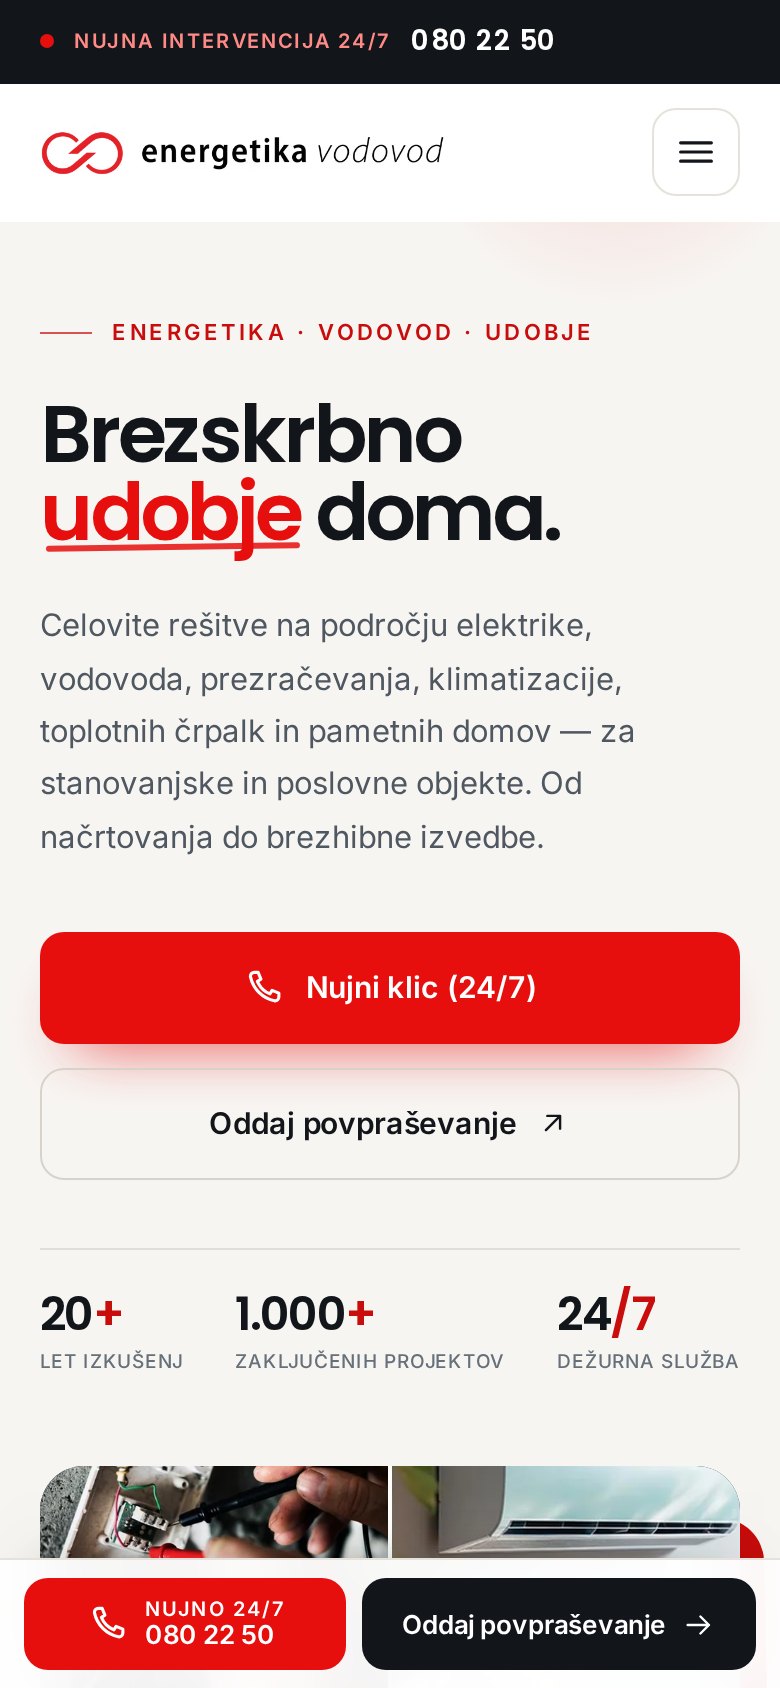 NUJNA INTERVENCIJA 24/7 080 22 50
energetika vodovod
ENERGETIKA · VODOVOD · UDOBJE
Brezskrbno
udobje doma.
Celovite rešitve na področju elektrike,
vodovoda, prezračevanja, klimatizacije,
toplotnih črpalk in pametnih domov — za
stanovanjske in poslovne objekte. Od
načrtovanja do brezhibne izvedbe.
Nujni klic (24/7)
Oddaj povpraševanje
20+ 1.000+ 24/7
LET IZKUŠENJ ZAKLJUČENIH PROJEKTOV DEŽURNA SLUŽBA
NUJNO 24/7
080 22 50
Oddaj povpraševanje